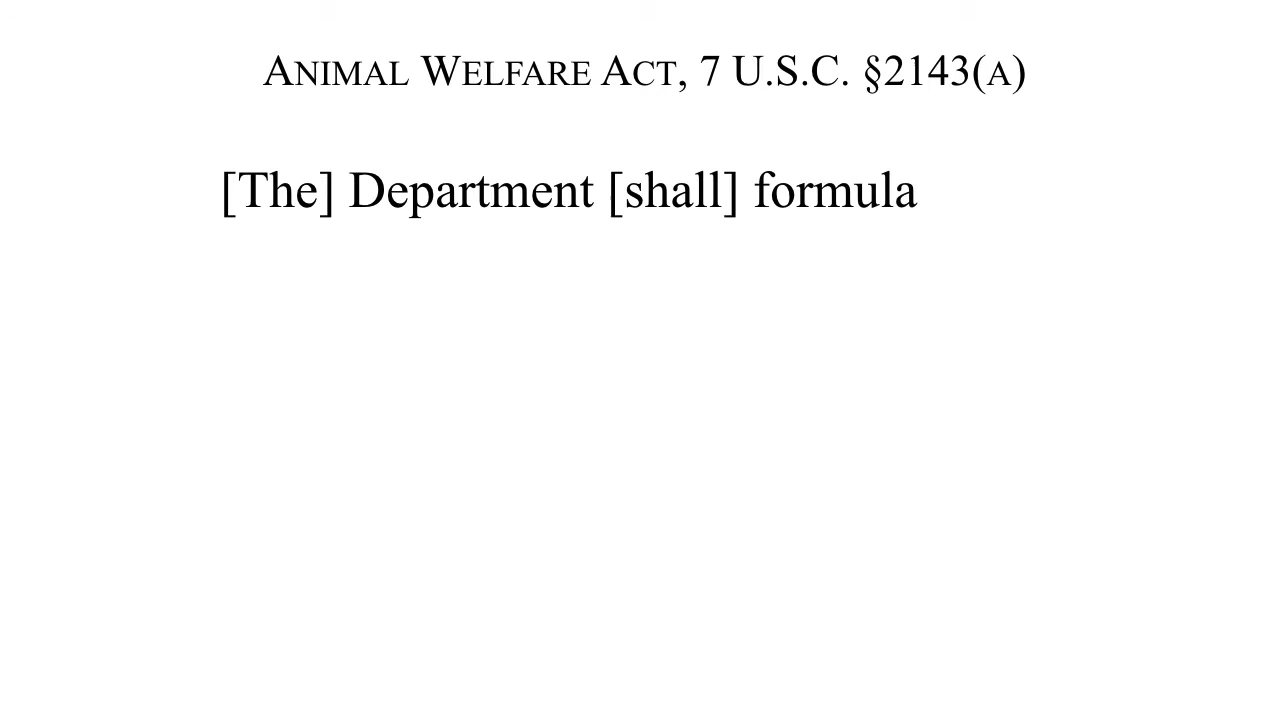 ANIMAL WELFARE ACT, 7 U.S.C. §2143(A)
[The] Department [shall] formula